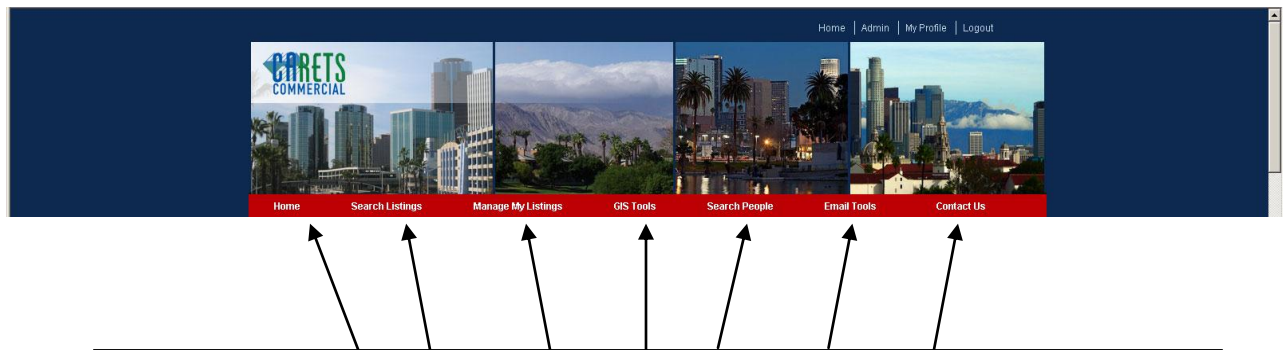 Home | Admin | My Profile | Logout
CARETS
COMMERCIAL
Home Search Listings Manage My Listings GIS Tools Search People Email Tools Contact Us